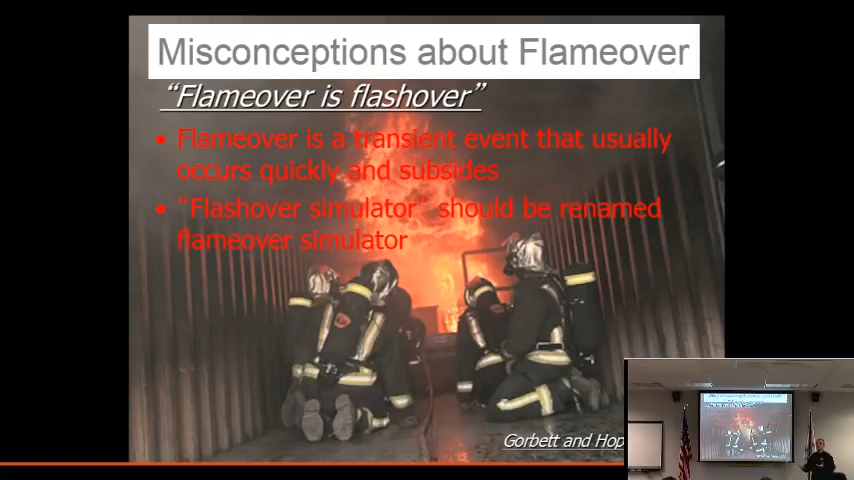 Misconceptions about Flameover
“Flameover is flashover”
• Flameover is a transient event that usually
occurs quickly and subsides
• “Flashover simulator” should be renamed
flameover simulator
Gorbett and Hop